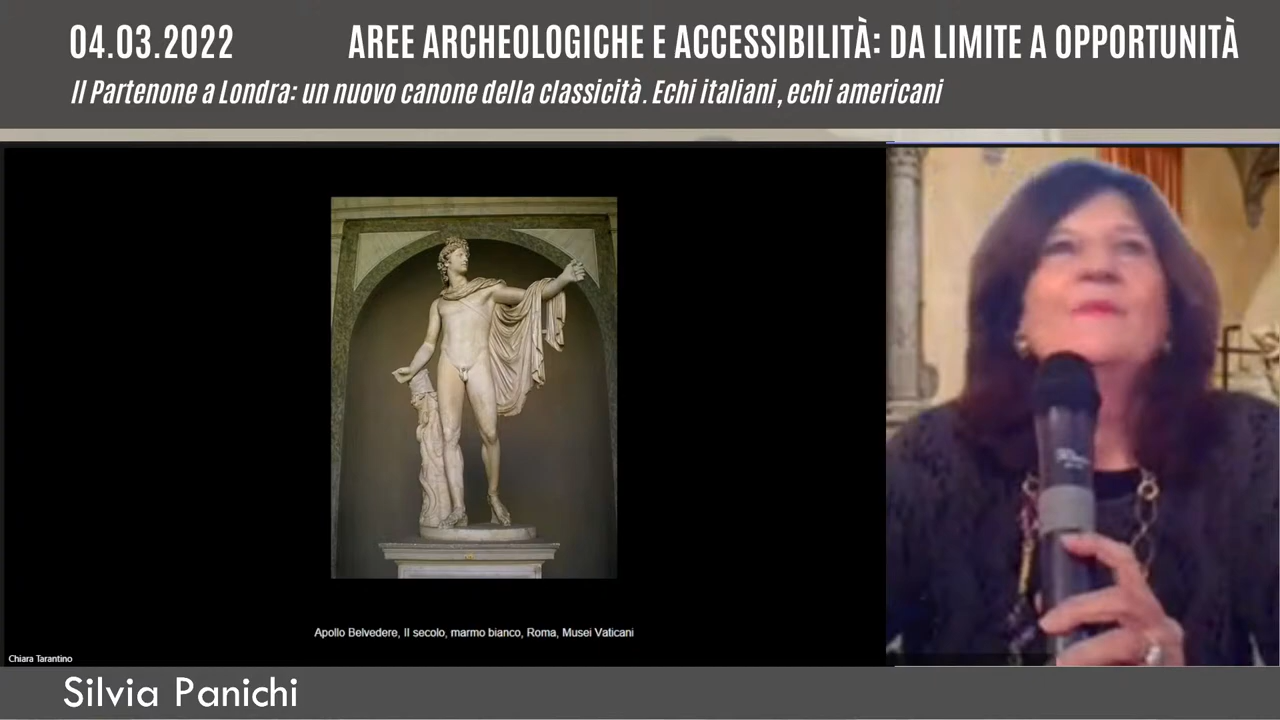 04.03.2022 AREE ARCHEOLOGICHE E ACCESSIBILITÀ: DA LIMITE A OPPORTUNITÀ
Il Partenone a Londra: un nuovo canone della classicità. Echi italiani, echi americani
Apollo Belvedere, II secolo, marmo bianco, Roma, Musei Vaticani
Chiara Tarantino
Silvia Panichi